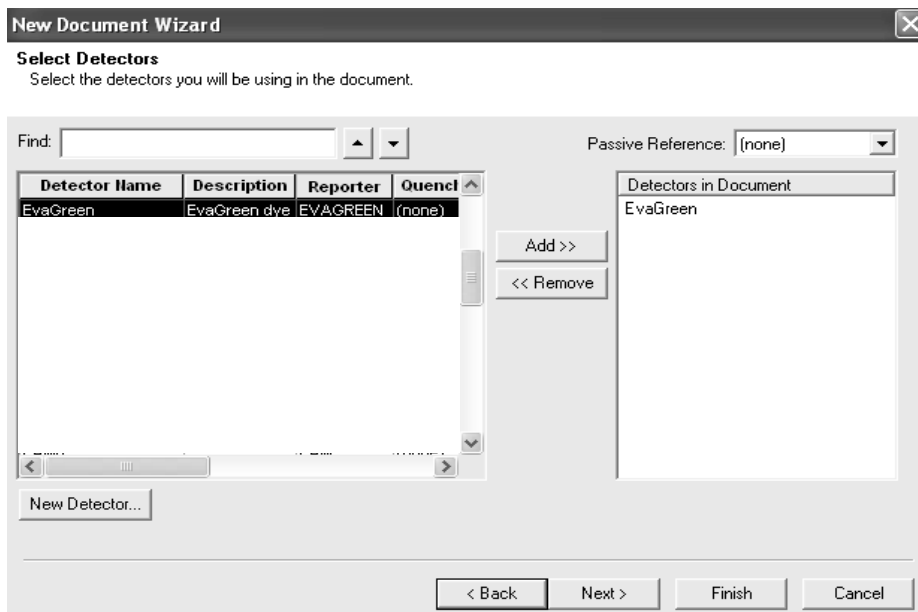 New Document Wizard
Select Detectors
Select the detectors you will be using in the document.
Find:
Passive Reference: (none)
Detector Name Description Reporter Quench
EvaGreen EvaGreen dye EVAGREEN (none)
Detectors in Document
EvaGreen
Add >>
<< Remove
New Detector...
< Back Next > Finish Cancel